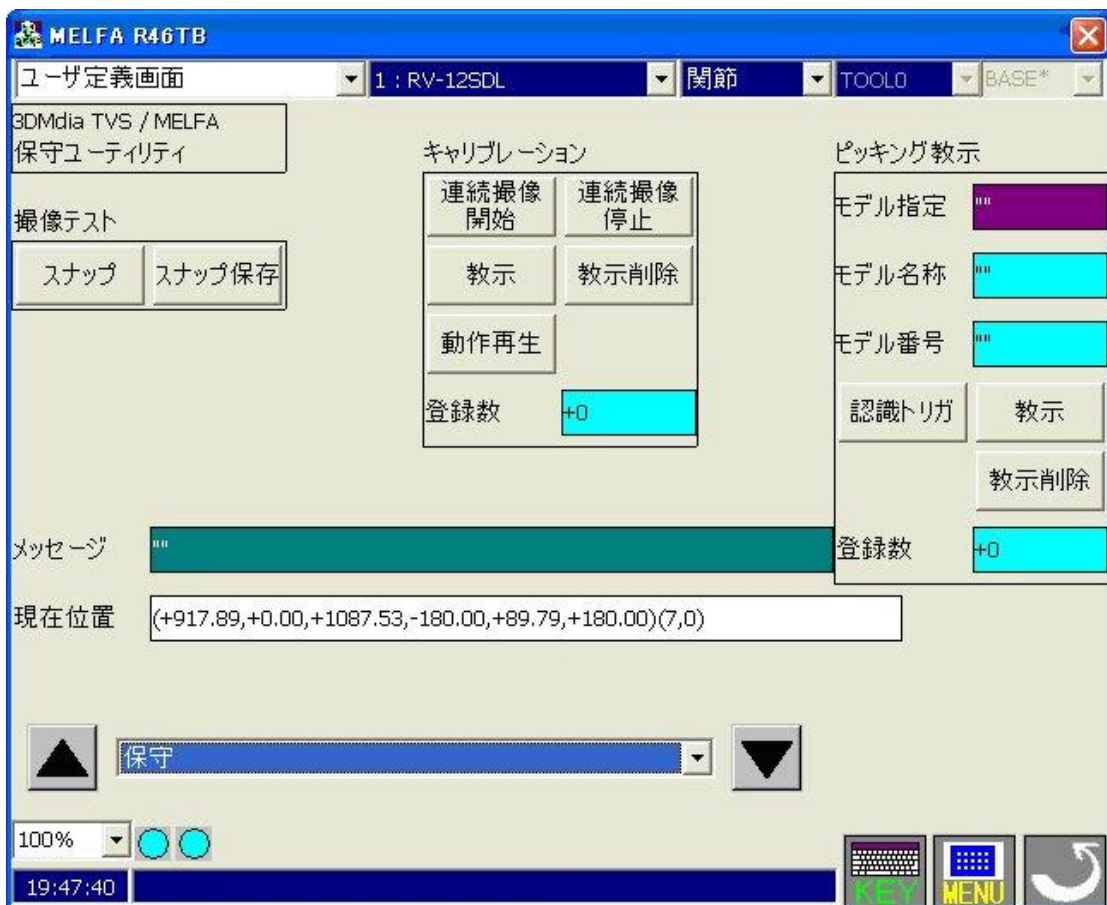 MELFA R46TB
ユーザ定義画面
1 : RV-12SDL
関節
TOOL0
BASE*
3DMdia TVS / MELFA
保守ユーティリティ
撮像テスト
スナップ
スナップ保存
キャリブレーション
連続撮像
開始
連続撮像
停止
教示
教示削除
動作再生
登録数
+0
ピッキング教示
モデル指定
""
モデル名称
""
モデル番号
""
認識トリガ
教示
教示削除
登録数
+0
メッセージ
""
現在位置
(+917.89,+0.00,+1087.53,-180.00,+89.79,+180.00)(7,0)
保守
100%
19:47:40
KEY
MENU